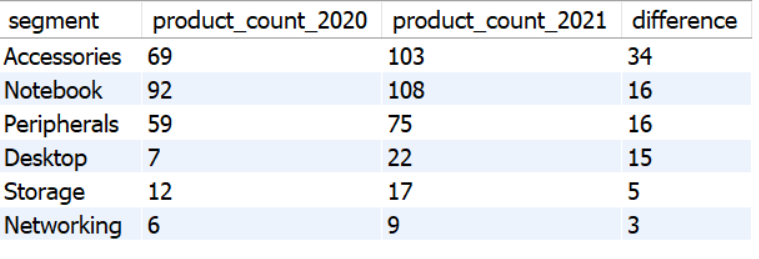 segment product_count_2020 product_count_2021 difference
Accessories 69 103 34
Notebook 92 108 16
Peripherals 59 75 16
Desktop 7 22 15
Storage 12 17 5
Networking 6 9 3